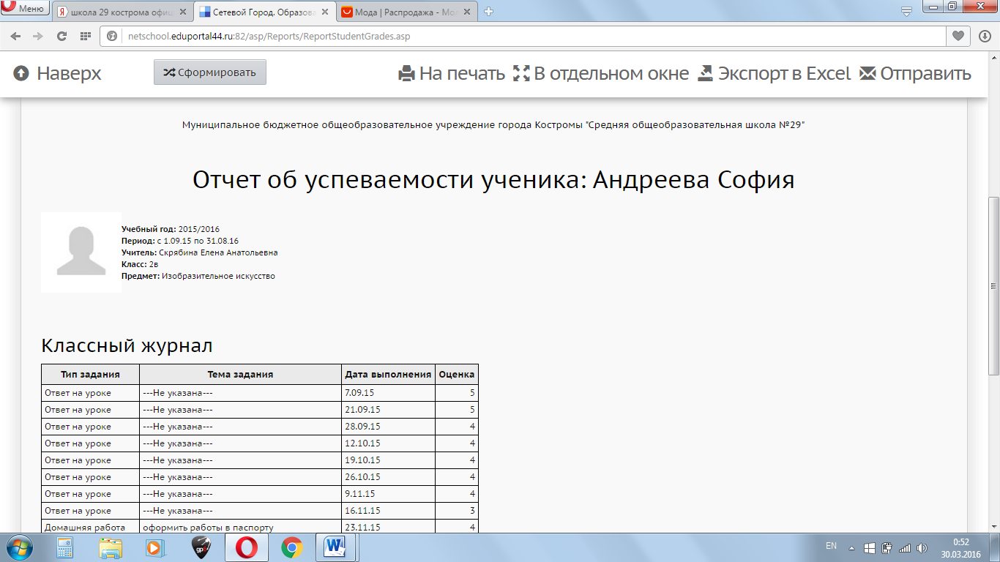 Меню
школа 29 кострома офиц
Сетевой Город. Образова
Мода | Распродажа - Мол
netschool.eduportal44.ru:82/asp/Reports/ReportStudentGrades.asp
Наверх
Сформировать
На печать
В отдельном окне
Экспорт в Excel
Отправить
Муниципальное бюджетное общеобразовательное учреждение города Костромы "Средняя общеобразовательная школа №29"
Отчет об успеваемости ученика: Андреева София
Учебный год: 2015/2016
Период: с 1.09.15 по 31.08.16
Учитель: Скрябина Елена Анатольевна
Класс: 2в
Предмет: Изобразительное искусство
Классный журнал
Тип задания Тема задания Дата выполнения Оценка
Ответ на уроке ---Не указана--- 7.09.15 5
Ответ на уроке ---Не указана--- 21.09.15 5
Ответ на уроке ---Не указана--- 28.09.15 4
Ответ на уроке ---Не указана--- 12.10.15 4
Ответ на уроке ---Не указана--- 19.10.15 4
Ответ на уроке ---Не указана--- 26.10.15 4
Ответ на уроке ---Не указана--- 9.11.15 4
Ответ на уроке ---Не указана--- 16.11.15 3
Домашняя работа оформить работы в паспорту 23.11.15 4
EN
0:52
30.03.2016